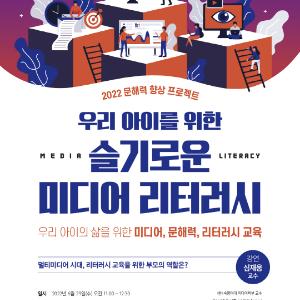 2022 문해력 향상 프로젝트
우리 아이를 위한
MEDIA 슬기로운 LITERACY
미디어 리터러시
우리 아이의 삶을 위한 미디어, 문해력, 리터러시 교육
멀티미디어 시대, 리터러시 교육을 위한 부모의 역할은?
강연
신재용
교수
일시